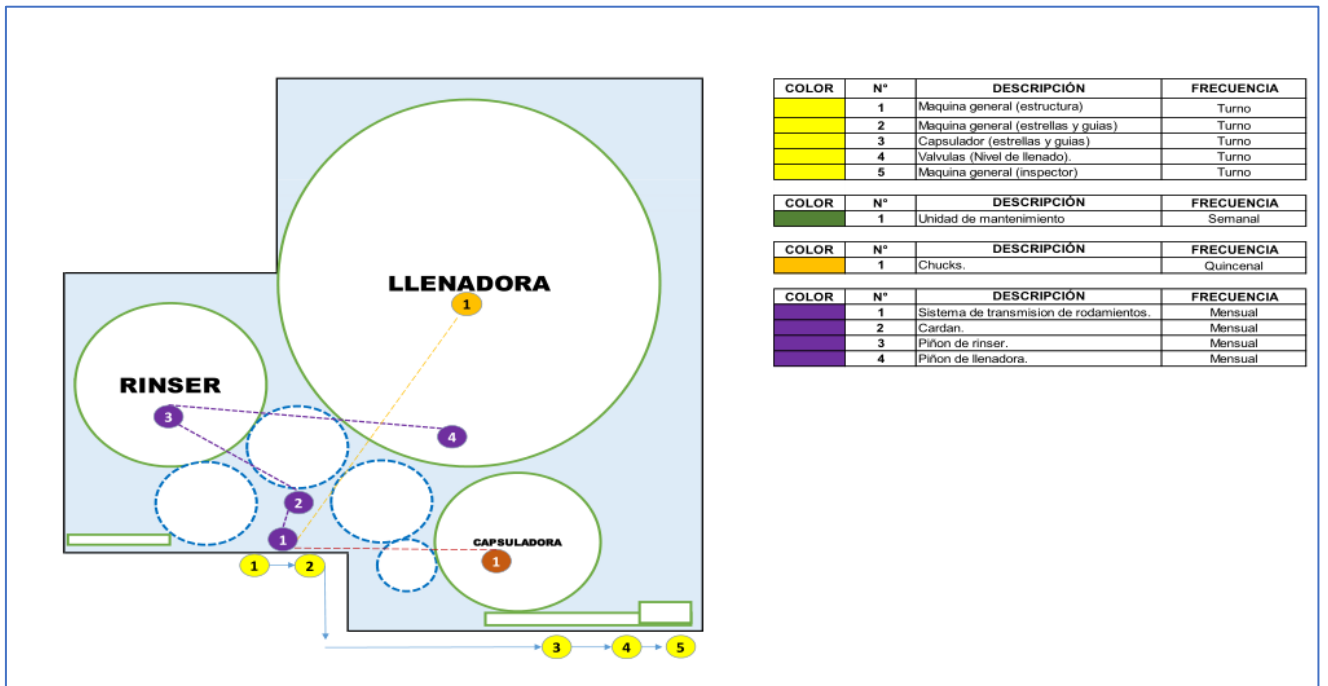 LLENADORA
1
RINSER
3
4
2
1
CAPSULADORA
1
1
2
3
4
5
COLOR N° DESCRIPCIÓN FRECUENCIA
1 Maquina general (estructura) Turno
2 Maquina general (estrellas y guias) Turno
3 Capsulador (estrellas y guias) Turno
4 Valvulas (Nivel de llenado). Turno
5 Maquina general (inspector) Turno
COLOR N° DESCRIPCIÓN FRECUENCIA
1 Unidad de mantenimiento Semanal
COLOR N° DESCRIPCIÓN FRECUENCIA
1 Chucks. Quincenal
COLOR N° DESCRIPCIÓN FRECUENCIA
1 Sistema de transmision de rodamientos. Mensual
2 Cardan. Mensual
3 Piñon de rinser. Mensual
4 Piñon de llenadora. Mensual